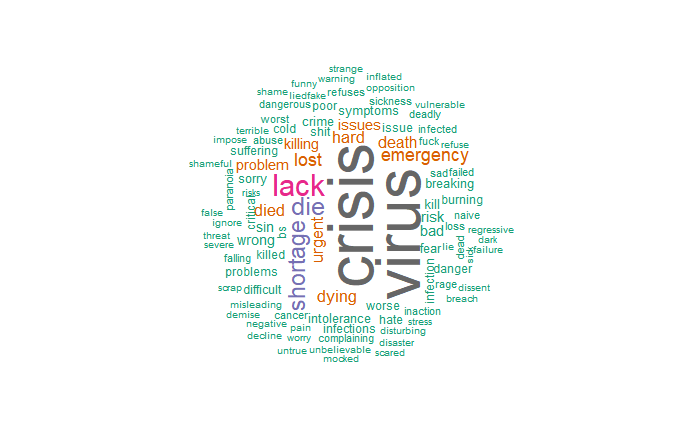 strange
funny warning inflated
shame liedfake refuses opposition
dangerous poor sickness vulnerable
worst crime symptoms deadly
terrible cold shit issues issue infected
impose abuse killing hard death fuck refuse
suffering lost emergency
shameful problem sad failed
paranoia sorry lack crisis virus breaking
risks kill burning
false died critical die risk naive
ignore sin bs urgent bad loss regressive
threat wrong fear lie dark
severe killed shortage dead sick failure
falling infection danger
problems rage dissent
scrap difficult dying breach
misleading worse inaction
demise cancer intolerance hate stress
negative pain infections disturbing
decline worry complaining disaster
untrue unbelievable scared
mocked